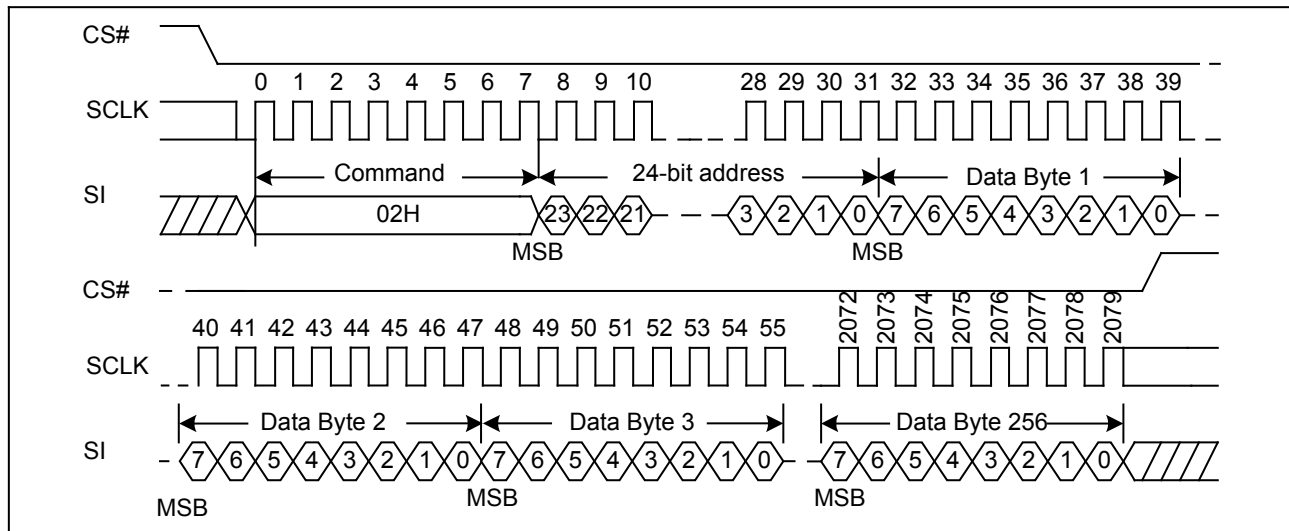 CS#
0 1 2 3 4 5 6 7 8 9 10 28 29 30 31 32 33 34 35 36 37 38 39
SCLK
Command 24-bit address Data Byte 1
SI
02H 23 22 21 3 2 1 0 7 6 5 4 3 2 1 0
MSB MSB
CS#
40 41 42 43 44 45 46 47 48 49 50 51 52 53 54 55 2072 2073 2074 2075 2076 2077 2078 2079
SCLK
Data Byte 2 Data Byte 3 Data Byte 256
SI
7 6 5 4 3 2 1 0 7 6 5 4 3 2 1 0 7 6 5 4 3 2 1 0
MSB MSB MSB